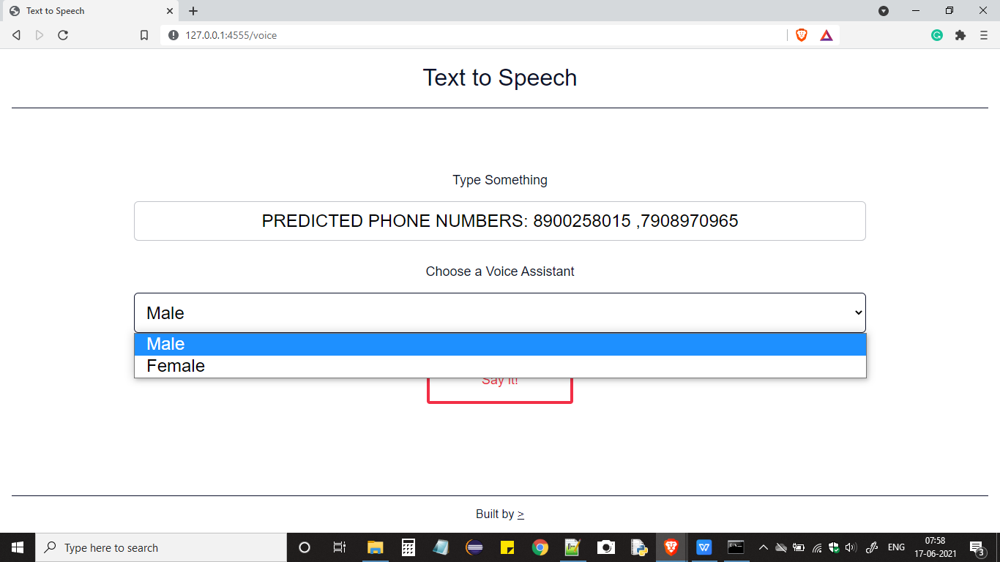 Text to Speech
127.0.0.1:4555/voice
Text to Speech
Type Something
PREDICTED PHONE NUMBERS: 8900258015 ,7908970965
Choose a Voice Assistant
Male
Male
Female
Say it!
Built by >
Type here to search
ENG
07:58
17-06-2021
3